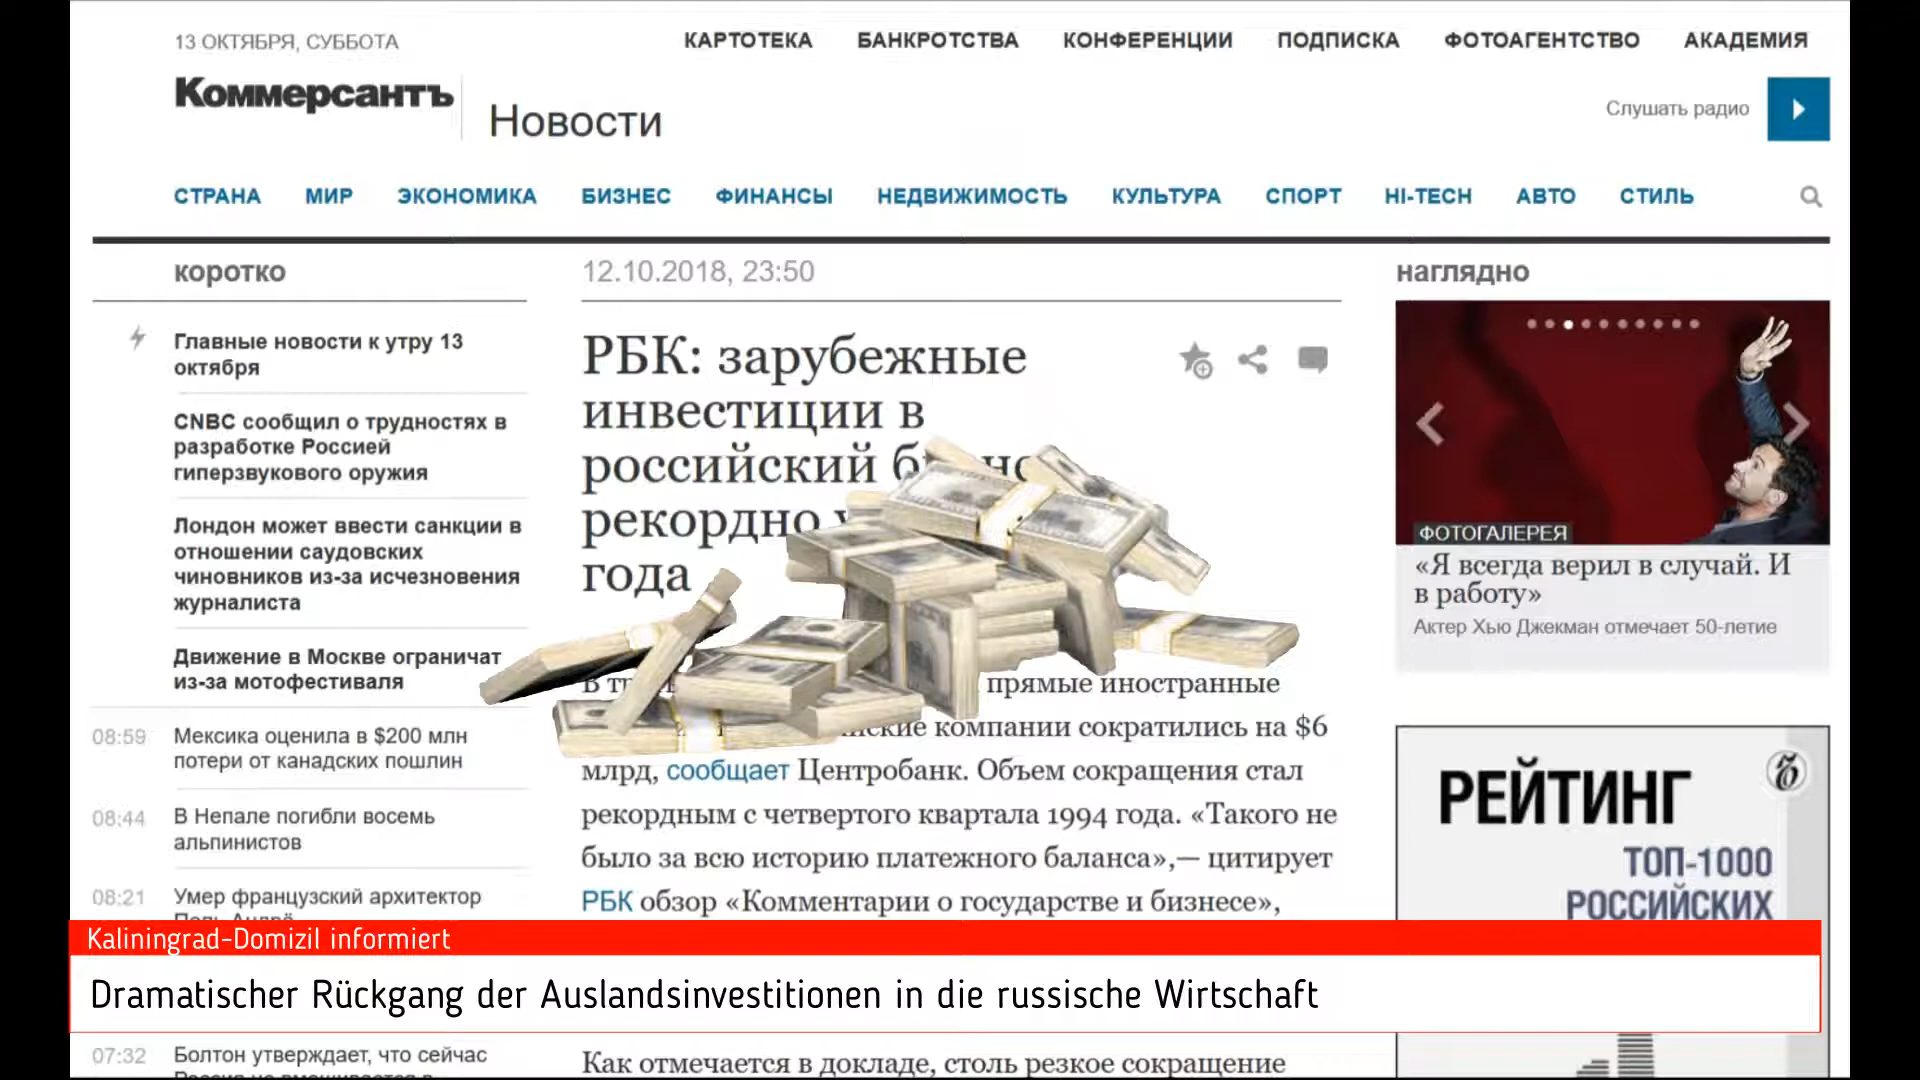 13 ОКТЯБРЯ, СУББОТА
КАРТОТЕКА БАНКРОТСТВА КОНФЕРЕНЦИИ ПОДПИСКА ФОТОАГЕНТСТВО АКАДЕМИЯ
Коммерсантъ
Новости
Слушать радио
СТРАНА МИР ЭКОНОМИКА БИЗНЕС ФИНАНСЫ НЕДВИЖИМОСТЬ КУЛЬТУРА СПОРТ HI-TECH АВТО СТИЛЬ
коротко
Главные новости к утру 13
октября
CNBC сообщил о трудностях в
разработке Россией
гиперзвукового оружия
Лондон может ввести санкции в
отношении саудовских
чиновников из-за исчезновения
журналиста
Движение в Москве ограничат
из-за мотофестиваля
08:59 Мексика оценила в $200 млн
потери от канадских пошлин
08:44 В Непале погибли восемь
альпинистов
08:21 Умер французский архитектор
07:32 Болтон утверждает, что сейчас
12.10.2018, 23:50
РБК: зарубежные
инвестиции в
российский
рекордно
года
прямые иностранные
компании сократились на $6
млрд, сообщает Центробанк. Объем сокращения стал
рекордным с четвертого квартала 1994 года. «Такого не
было за всю историю платежного баланса»,— цитирует
РБК обзор «Комментарии о государстве и бизнесе»,
Как отмечается в докладе, столь резкое сокращение
наглядно
ФОТОГАЛЕРЕЯ
«Я всегда верил в случай. И
в работу»
Актер Хью Джекман отмечает 50-летие
РЕЙТИНГ
ТОП-1000
РОССИЙСКИХ
Kaliningrad-Domizil informiert
Dramatischer Rückgang der Auslandsinvestitionen in die russische Wirtschaft